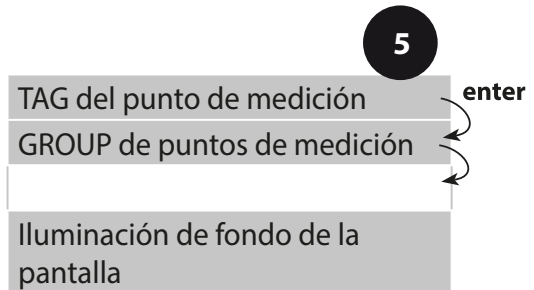 5
TAG del punto de medición
enter
GROUP de puntos de medición
Iluminación de fondo de la
pantalla